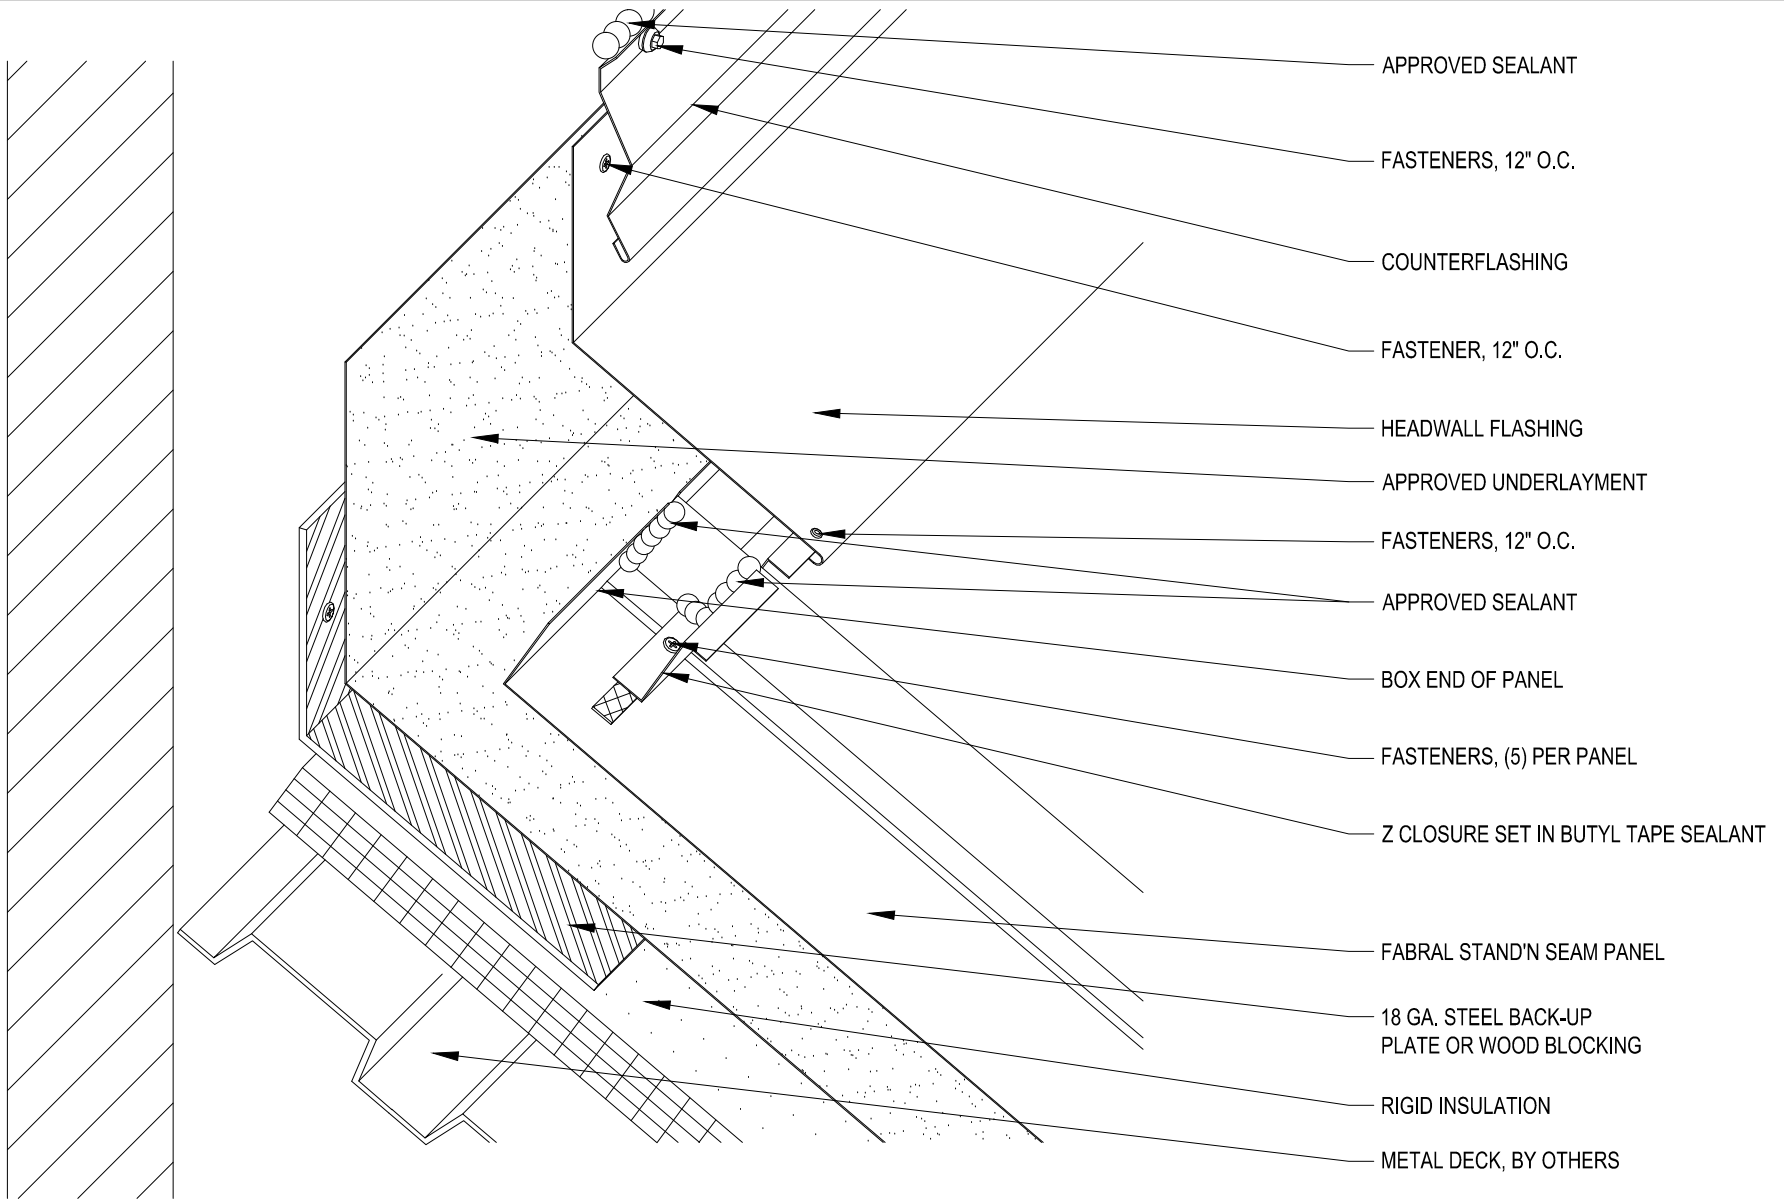 APPROVED SEALANT
FASTENERS, 12" O.C.
COUNTERFLASHING
FASTENER, 12" O.C.
HEADWALL FLASHING
APPROVED UNDERLAYMENT
FASTENERS, 12" O.C.
APPROVED SEALANT
BOX END OF PANEL
FASTENERS, (5) PER PANEL
Z CLOSURE SET IN BUTYL TAPE SEALANT
FABRAL STAND'N SEAM PANEL
18 GA. STEEL BACK-UP
PLATE OR WOOD BLOCKING
RIGID INSULATION
METAL DECK, BY OTHERS